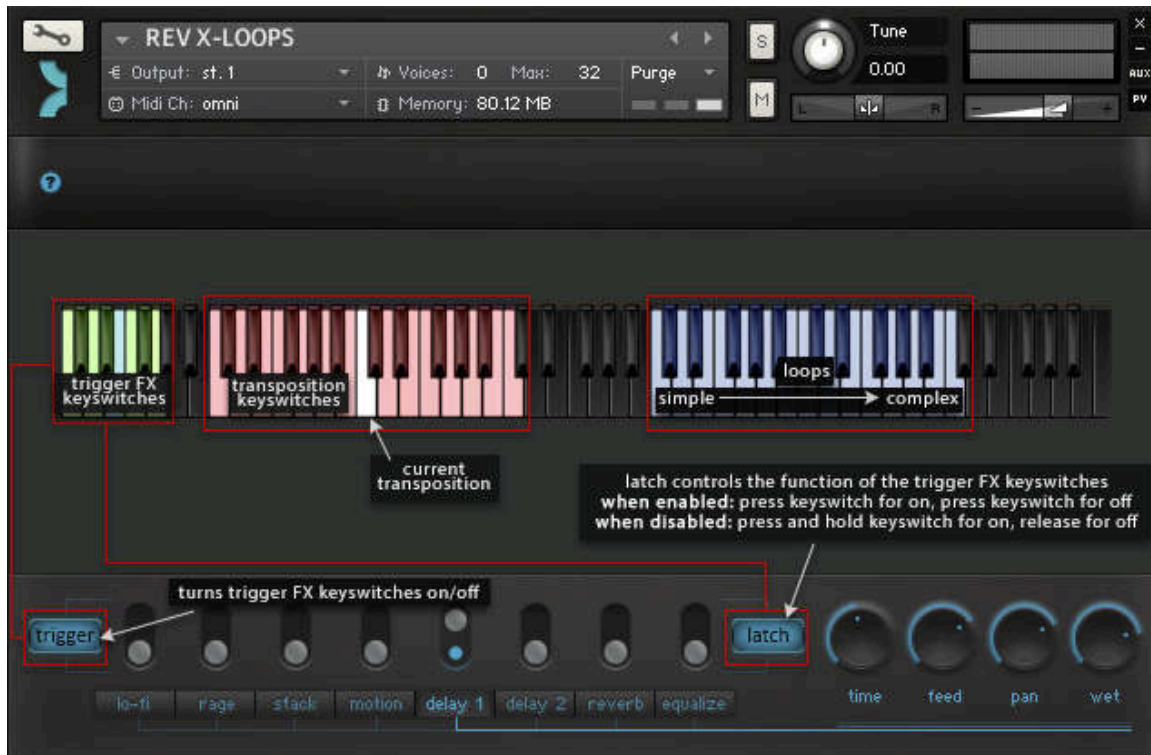 REV X-LOOPS
Output: st. 1
Voices: 0 Max: 32
Purge
Midi Ch: omni
Memory: 80.12 MB
S
M
Tune
0.00
L R
- +
×
-
AUX
PV
?
trigger FX
keyswitches
transposition
keyswitches
loops
simple complex
current
transposition
latch controls the function of the trigger FX keyswitches
when enabled: press keyswitch for on, press keyswitch for off
when disabled: press and hold keyswitch for on, release for off
turns trigger FX keyswitches on/off
trigger
latch
lo-fi rage stack motion delay 1 delay 2 reverb equalize
time feed pan wet